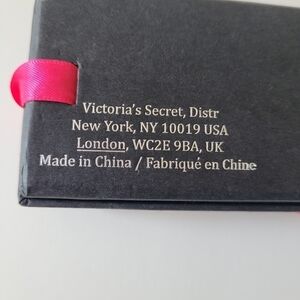 Victoria's Secret, Distr
New York, NY 10019 USA
London, WC2E 9BA, UK
Made in China / Fabriqué en Chine